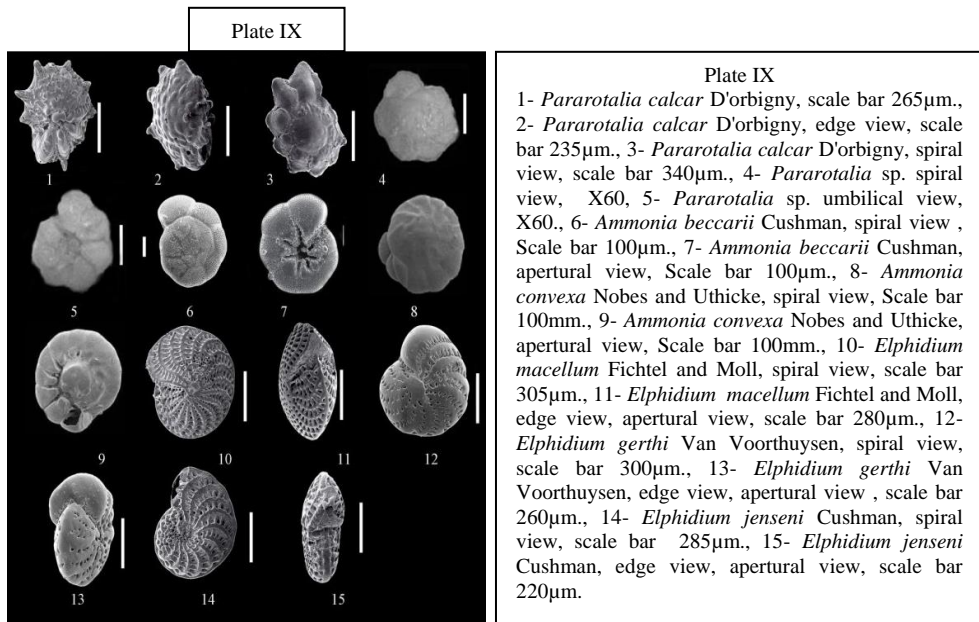 Plate IX
1 2 3 4
5 6 7 8
9 10 11 12
13 14 15
Plate IX
1- Pararotalia calcar D'orbigny, scale bar 265µm.,
2- Pararotalia calcar D'orbigny, edge view, scale
bar 235µm., 3- Pararotalia calcar D'orbigny, spiral
view, scale bar 340µm., 4- Pararotalia sp. spiral
view, X60, 5- Pararotalia sp. umbilical view,
X60., 6- Ammonia beccarii Cushman, spiral view ,
Scale bar 100µm., 7- Ammonia beccarii Cushman,
apertural view, Scale bar 100µm., 8- Ammonia
convexa Nobes and Uthicke, spiral view, Scale bar
100mm., 9- Ammonia convexa Nobes and Uthicke,
apertural view, Scale bar 100mm., 10- Elphidium
macellum Fichtel and Moll, spiral view, scale bar
305µm., 11- Elphidium macellum Fichtel and Moll,
edge view, apertural view, scale bar 280µm., 12-
Elphidium gerthi Van Voorthuysen, spiral view,
scale bar 300µm., 13- Elphidium gerthi Van
Voorthuysen, edge view, apertural view , scale bar
260µm., 14- Elphidium jenseni Cushman, spiral
view, scale bar 285µm., 15- Elphidium jenseni
Cushman, edge view, apertural view, scale bar
220µm.